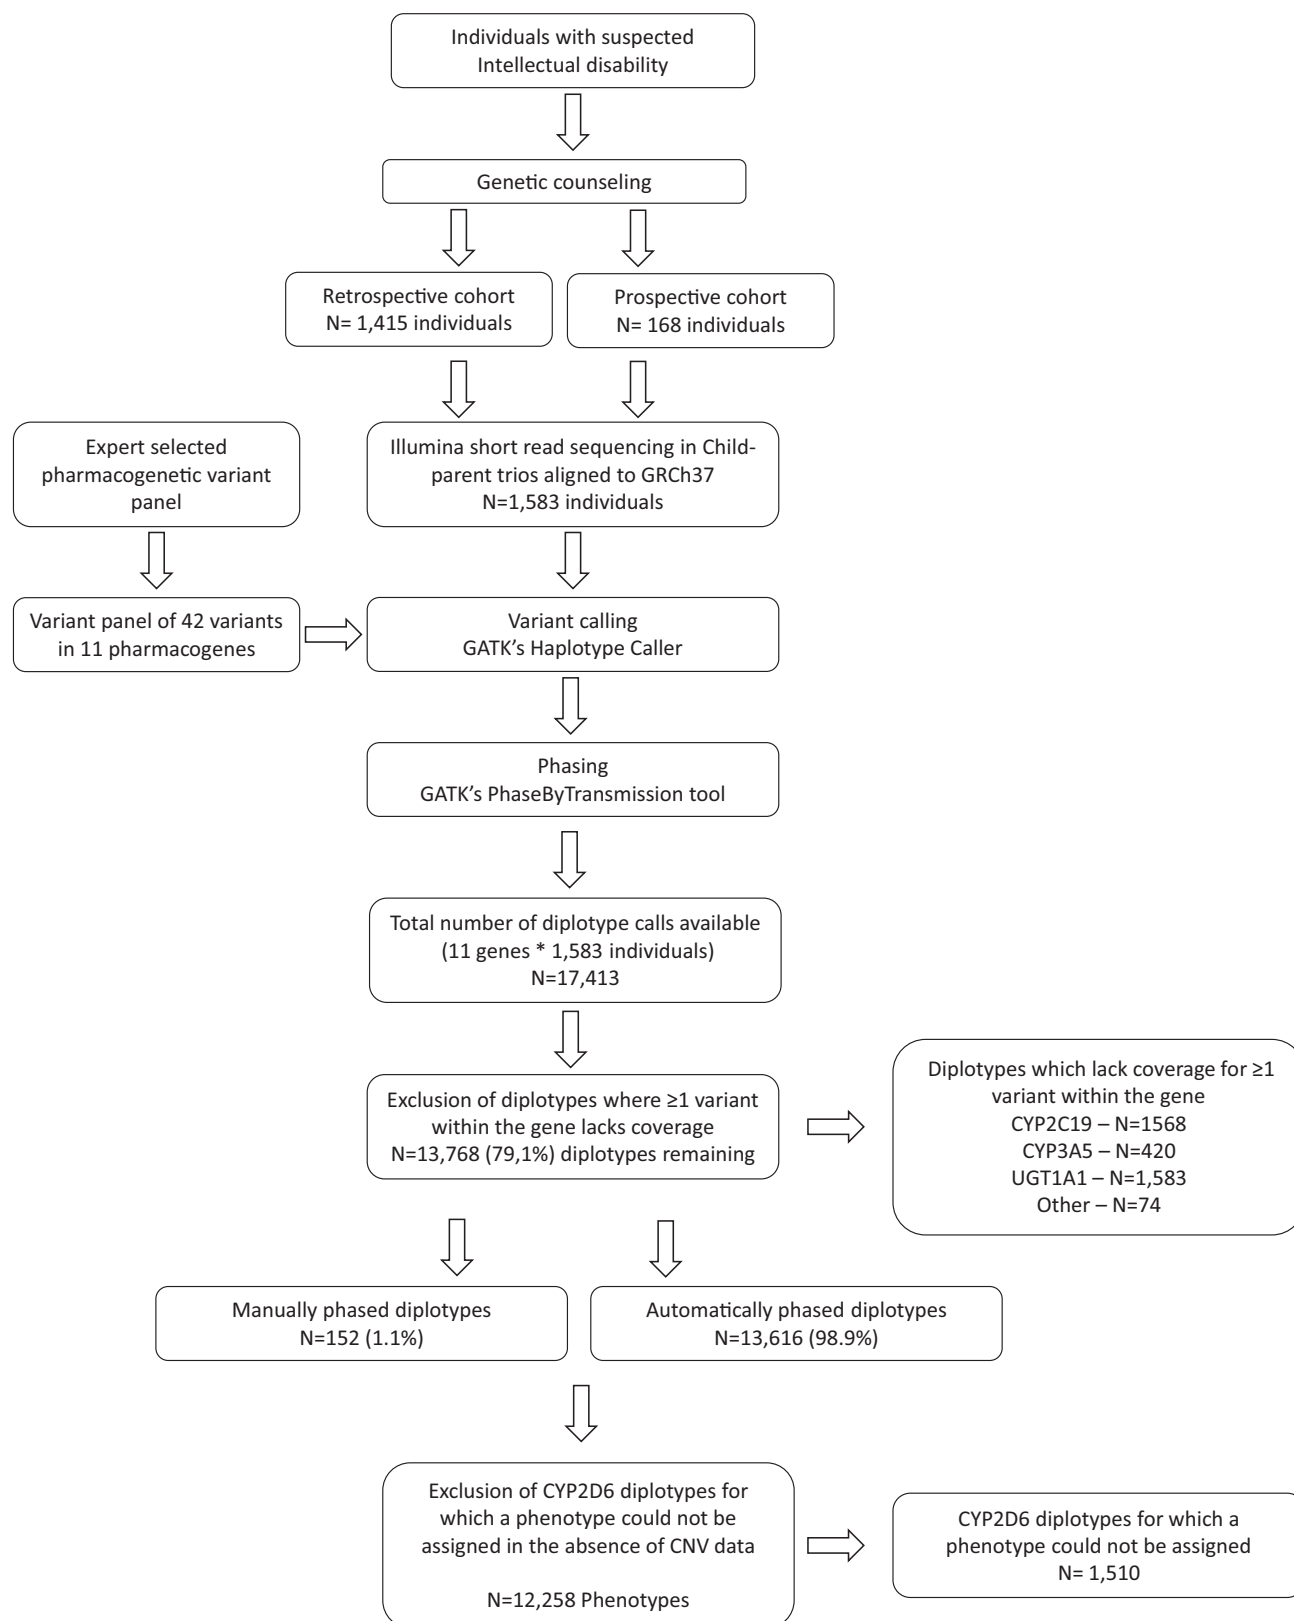 Individuals with suspected
Intellectual disability
Genetic counseling
Retrospective cohort
N= 1,415 individuals
Prospective cohort
N= 168 individuals
Expert selected
pharmacogenetic variant
panel
Illumina short read sequencing in Child-
parent trios aligned to GRCh37
N=1,583 individuals
Variant panel of 42 variants
in 11 pharmacogenes
Variant calling
GATK's Haplotype Caller
Phasing
GATK's PhaseByTransmission tool
Total number of diplotype calls available
(11 genes * 1,583 individuals)
N=17,413
Exclusion of diplotypes where ≥1 variant
within the gene lacks coverage
N=13,768 (79,1%) diplotypes remaining
Diplotypes which lack coverage for ≥1
variant within the gene
CYP2C19 – N=1568
CYP3A5 – N=420
UGT1A1 – N=1,583
Other – N=74
Manually phased diplotypes
N=152 (1.1%)
Automatically phased diplotypes
N=13,616 (98.9%)
Exclusion of CYP2D6 diplotypes for
which a phenotype could not be
assigned in the absence of CNV data
N=12,258 Phenotypes
CYP2D6 diplotypes for which a
phenotype could not be assigned
N= 1,510